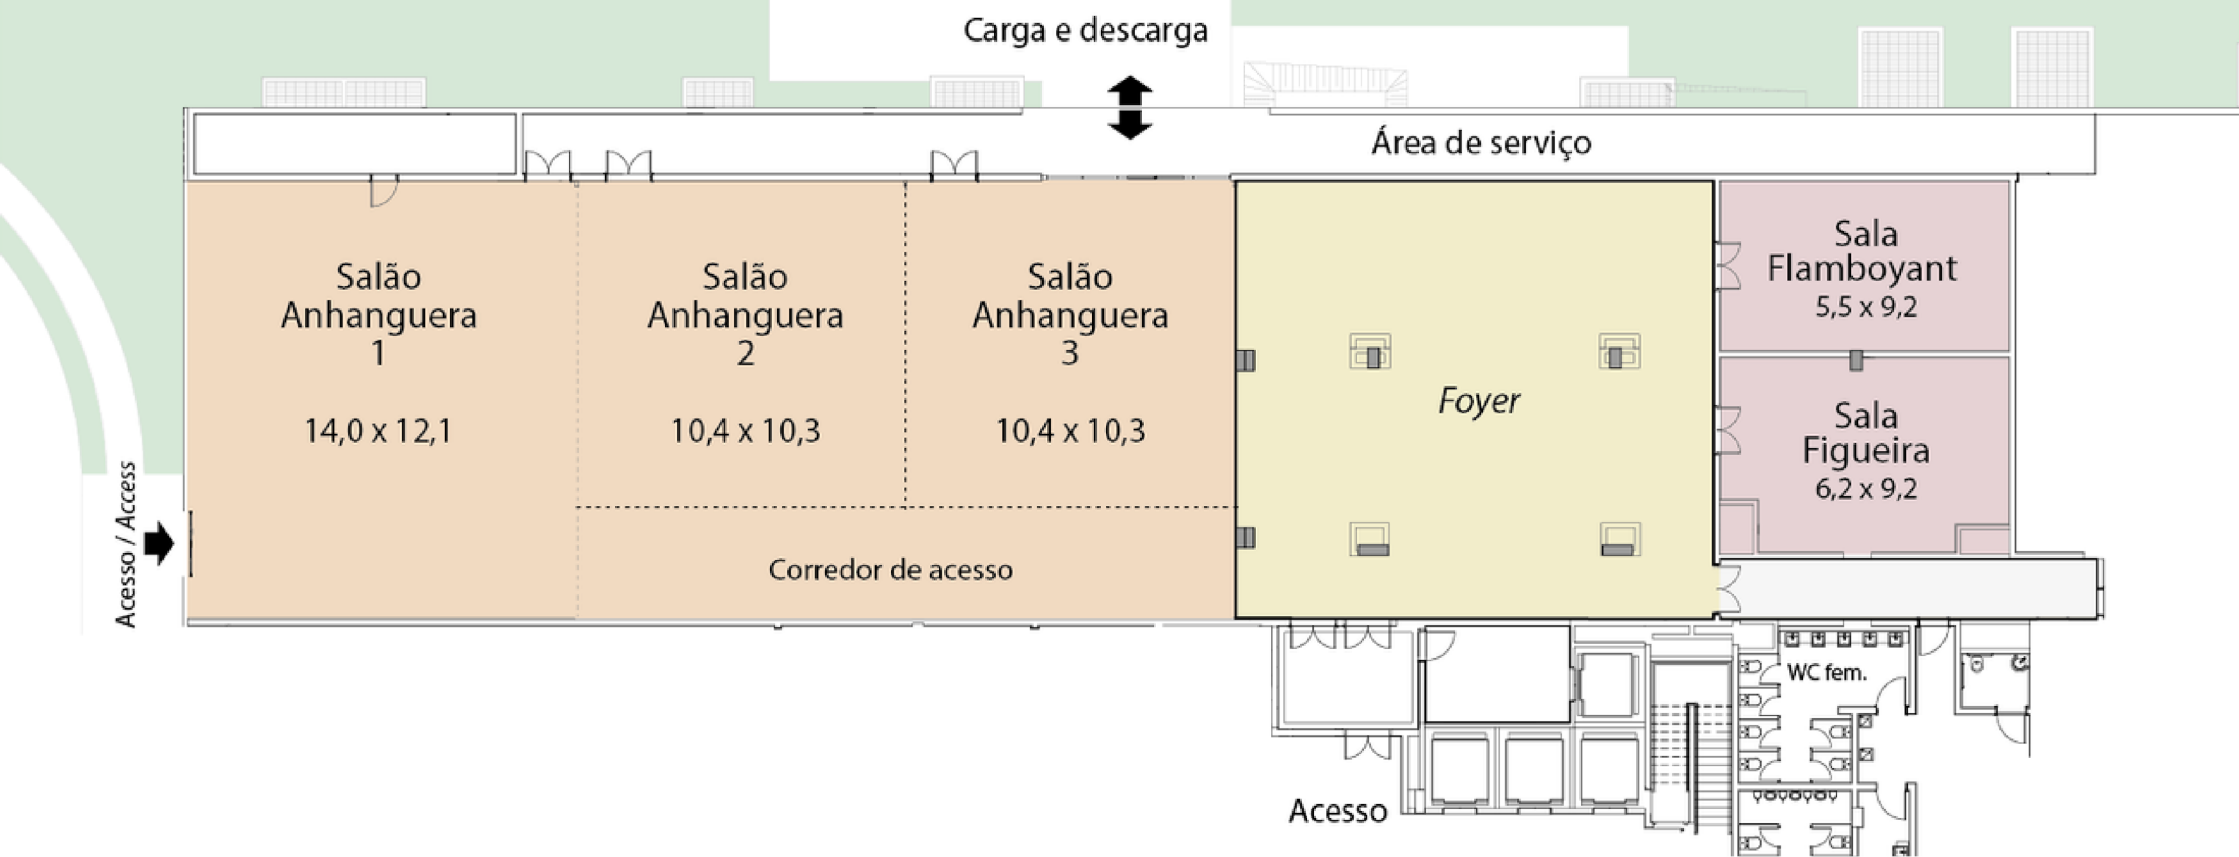 Carga e descarga
Área de serviço
Salão
Anhanguera
1
14,0 x 12,1
Salão
Anhanguera
2
10,4 x 10,3
Salão
Anhanguera
3
10,4 x 10,3
Foyer
Sala
Flamboyant
5,5 x 9,2
Sala
Figueira
6,2 x 9,2
Acesso / Access
Corredor de acesso
WC fem.
Acesso